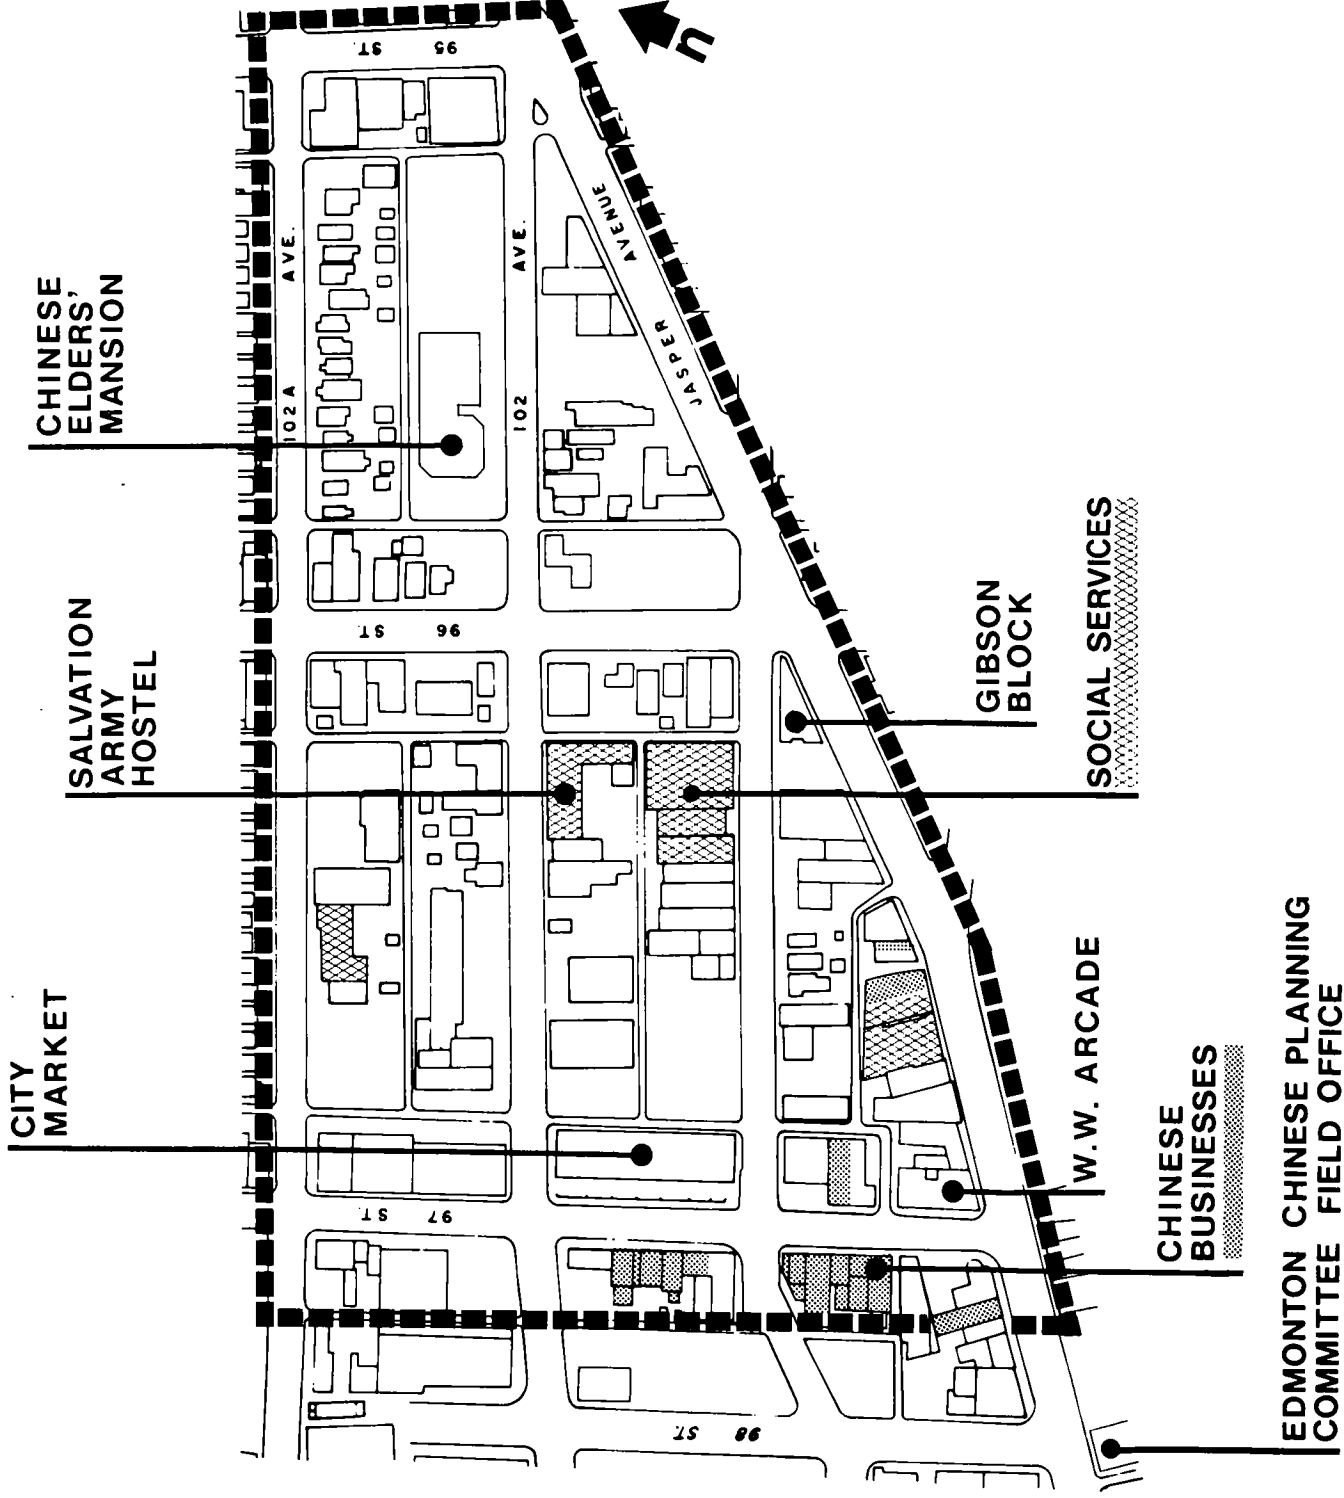 CITY
MARKET
SALVATION
ARMY
HOSTEL
CHINESE
ELDERS'
MANSION
98 ST.
97 ST.
96 ST.
95 ST.
102 A AVE.
102 AVE.
JASPER AVENUE
n
EDMONTON CHINESE PLANNING
COMMITTEE FIELD OFFICE
CHINESE
BUSINESSES
W.W. ARCADE
SOCIAL SERVICES
GIBSON
BLOCK